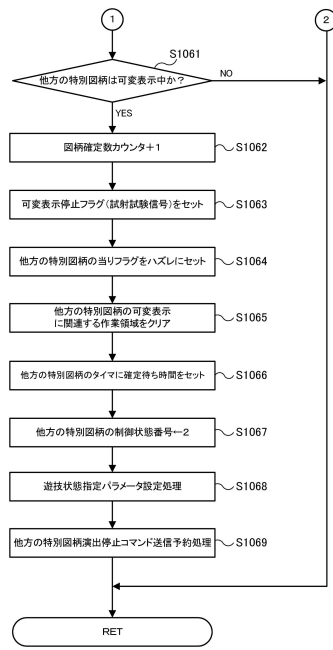 1
2
S1061
他方の特別図柄は可変表示中か？
NO
YES
図柄確定数カウンタ＋1
S1062
可変表示停止フラグ（試射試験信号）をセット
S1063
他方の特別図柄の当りフラグをハズレにセット
S1064
他方の特別図柄の可変表示
に関連する作業領域をクリア
S1065
他方の特別図柄のタイマに確定待ち時間をセット
S1066
他方の特別図柄の制御状態番号←2
S1067
遊技状態指定パラメータ設定処理
S1068
他方の特別図柄演出停止コマンド送信予約処理
S1069
RET